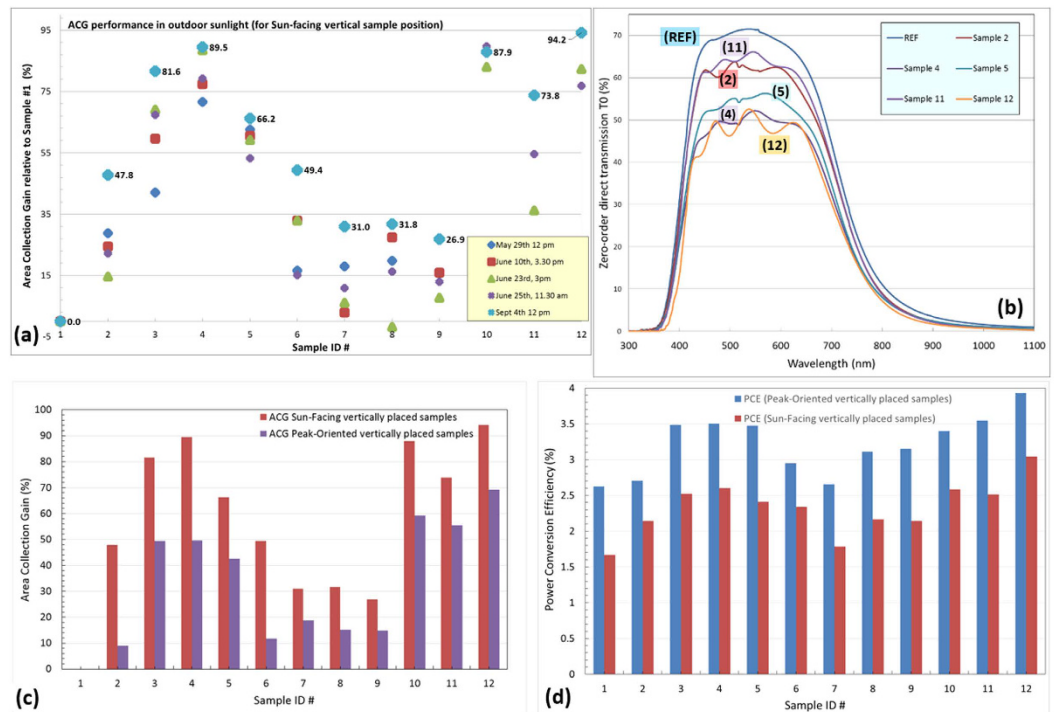 ACG performance in outdoor sunlight (for Sun-facing vertical sample position)
Area Collection Gain relative to Sample #1 (%)
95
75
55
35
15
-5
0.0
47.8
81.6
89.5
66.2
49.4
31.0
31.8
26.9
87.9
73.8
94.2
May 29th 12 pm
June 10th, 3.30 pm
June 23rd, 3pm
June 25th, 11.30 am
Sept 4th 12 pm
1 2 3 4 5 6 7 8 9 10 11 12
Sample ID #
(a)
Zero-order direct transmission T0 (%)
80
70
60
50
40
30
20
10
0
(REF)
(11)
(2)
(5)
(4)
(12)
REF Sample 2
Sample 4 Sample 5
Sample 11 Sample 12
300 400 500 600 700 800 900 1000 1100
Wavelength (nm)
(b)
Area Collection Gain (%)
100
90
80
70
60
50
40
30
20
10
0
ACG Sun-Facing vertically placed samples
ACG Peak-Oriented vertically placed samples
1 2 3 4 5 6 7 8 9 10 11 12
Sample ID #
(c)
Power Conversion Efficiency (%)
4
3.5
3
2.5
2
1.5
1
0.5
0
PCE (Peak-Oriented vertically placed samples)
PCE (Sun-Facing vertically placed samples)
1 2 3 4 5 6 7 8 9 10 11 12
Sample ID #
(d)